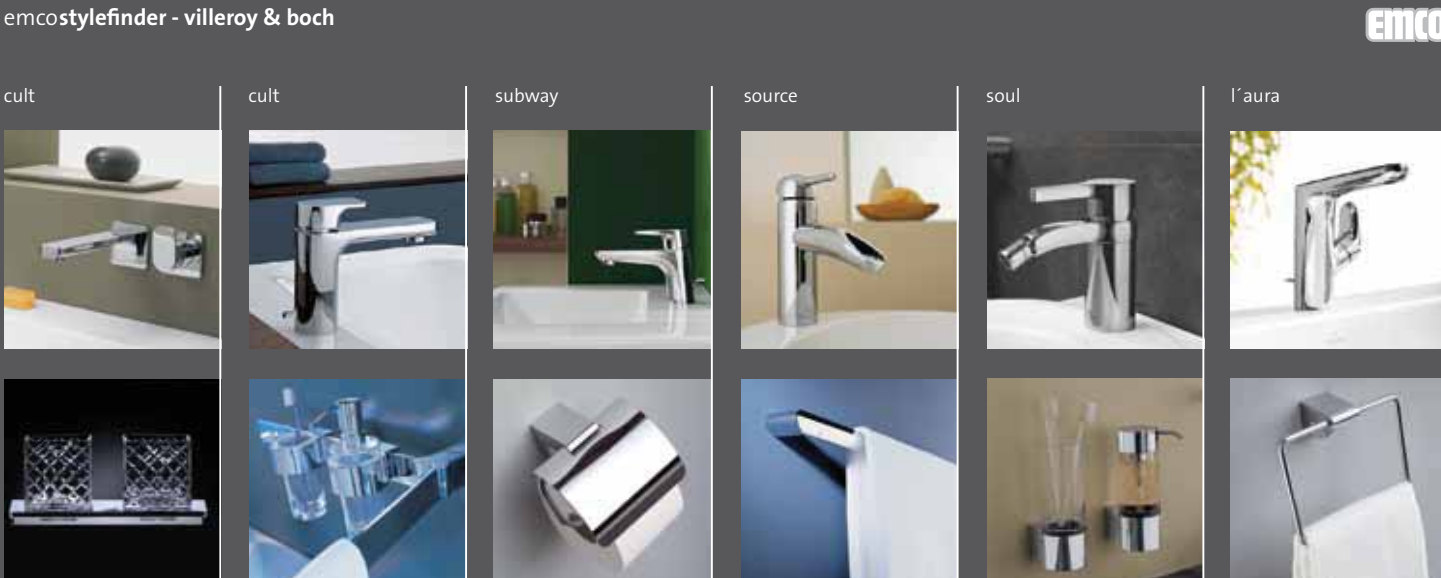 emcostylefinder - villeroy & boch
emco
cult
cult
subway
source
soul
l´aura